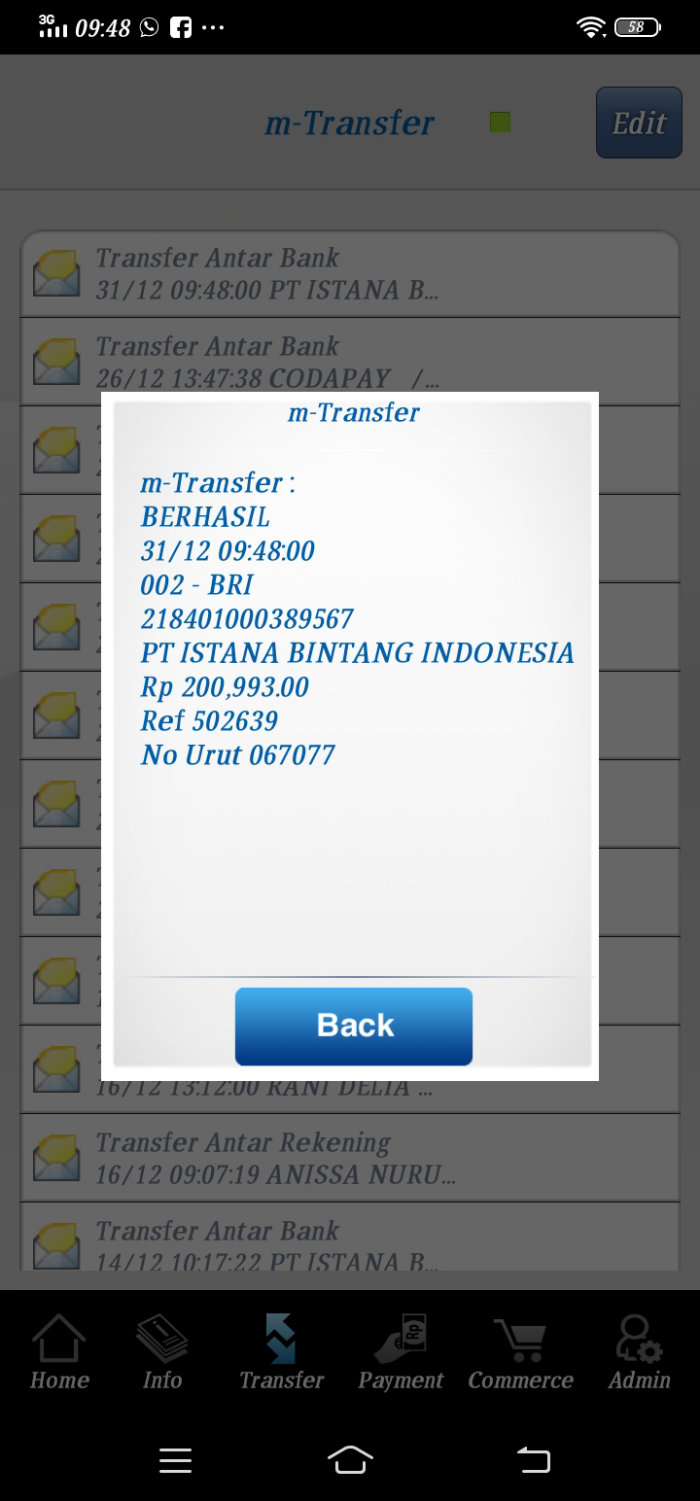 3G 09:48 58
m-Transfer
Edit
Transfer Antar Bank
31/12 09:48:00 PT ISTANA B...
Transfer Antar Bank
26/12 13:47:38 CODAPAY /...
m-Transfer
m-Transfer :
BERHASIL
31/12 09:48:00
002 - BRI
218401000389567
PT ISTANA BINTANG INDONESIA
Rp 200,993.00
Ref 502639
No Urut 067077
Back
16/12 13:12:00 RANI DELIA ...
Transfer Antar Rekening
16/12 09:07:19 ANISSA NURU...
Transfer Antar Bank
14/12 10:17:22 PT ISTANA B...
Home Info Transfer Payment Commerce Admin